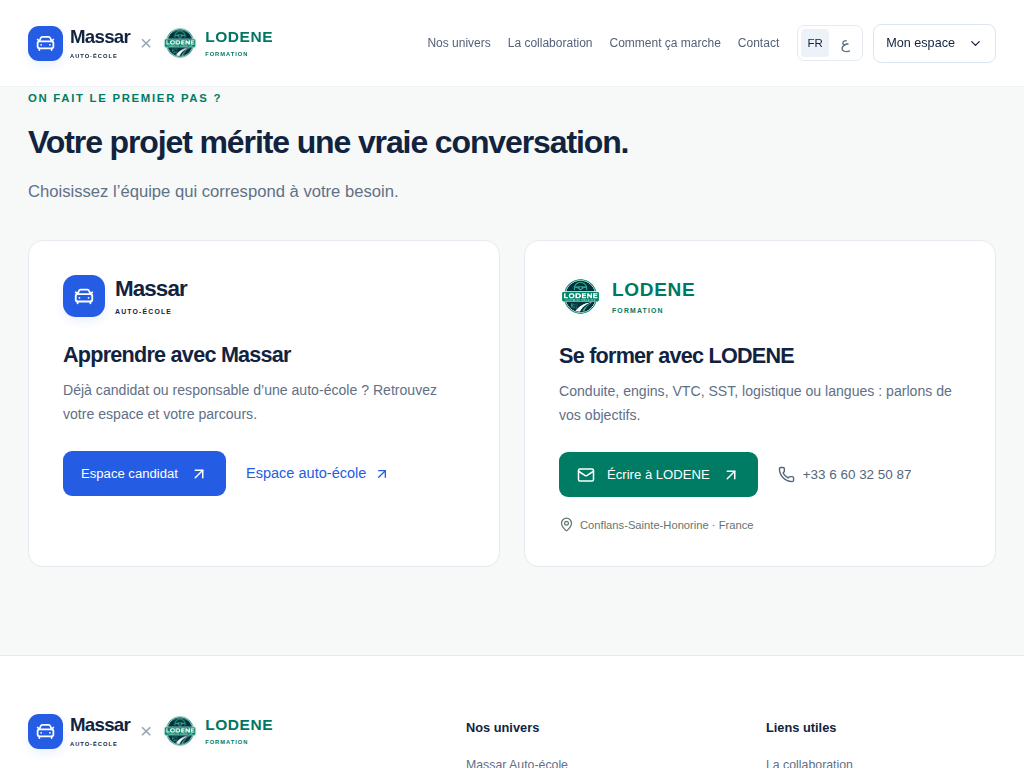 Massar
AUTO-ÉCOLE
LODENE
FORMATION
Nos univers
La collaboration
Comment ça marche
Contact
FR
ع
Mon espace
ON FAIT LE PREMIER PAS ?
Votre projet mérite une vraie conversation.
Choisissez l’équipe qui correspond à votre besoin.
Massar
AUTO-ÉCOLE
Apprendre avec Massar
Déjà candidat ou responsable d’une auto-école ? Retrouvez
votre espace et votre parcours.
Espace candidat
Espace auto-école
LODENE
LODENE
FORMATION
Se former avec LODENE
Conduite, engins, VTC, SST, logistique ou langues : parlons de
vos objectifs.
Écrire à LODENE
+33 6 60 32 50 87
Conflans-Sainte-Honorine · France
Massar
AUTO-ÉCOLE
LODENE
LODENE
FORMATION
Nos univers
Massar Auto-école
Liens utiles
La collaboration